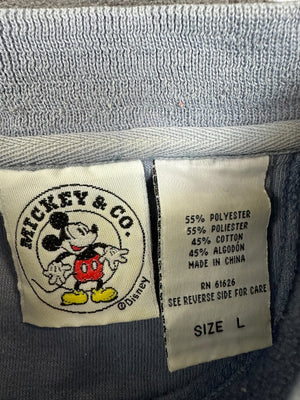 MICKEY & CO.
©Disney
55% POLYESTER
55% POLIESTER
45% COTTON
45% ALGODON
MADE IN CHINA
RN 61626
SEE REVERSE SIDE FOR CARE
SIZE L